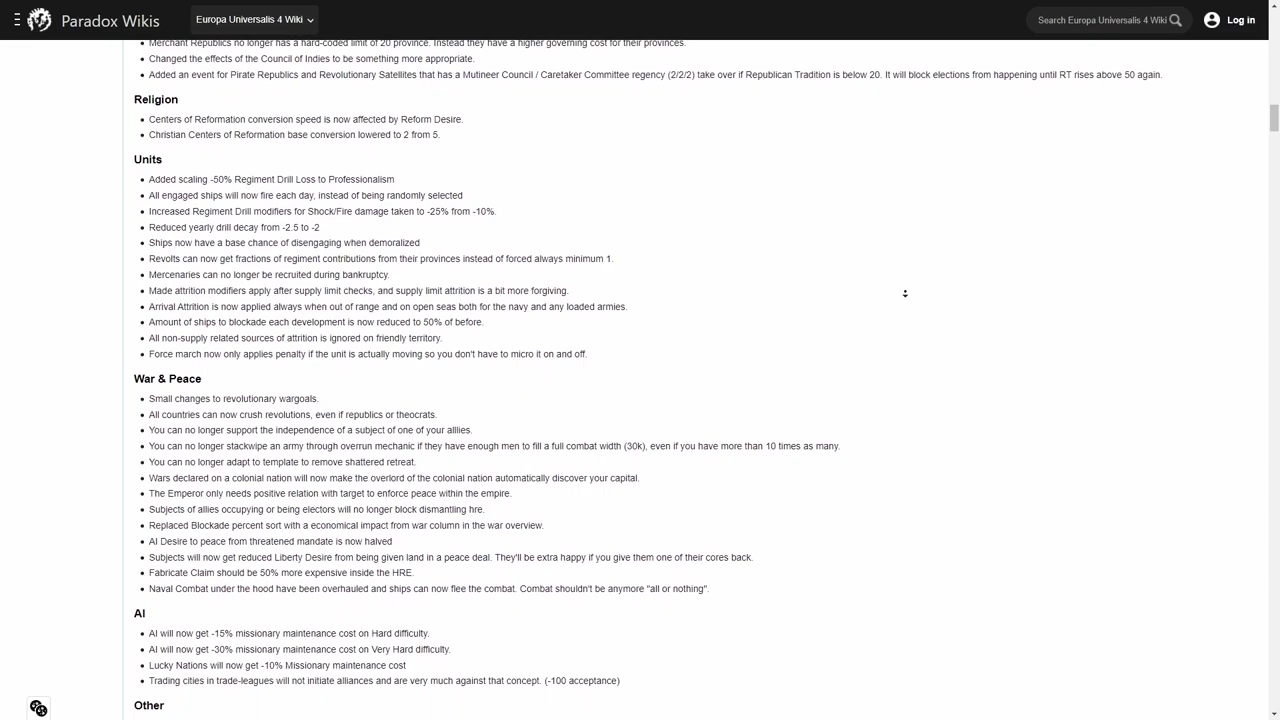 Paradox Wikis
Europa Universalis 4 Wiki
Search Europa Universalis 4 Wiki
Log in
Merchant Republics no longer has a hard-coded limit of 20 province. Instead they have a higher governing cost for their provinces.
Changed the effects of the Council of Indies to be something more appropriate.
Added an event for Pirate Republics and Revolutionary Satellites that has a Mutineer Council / Caretaker Committee regency (2/2/2) take over if Republican Tradition is below 20. It will block elections from happening until RT rises above 50 again.
Religion
Centers of Reformation conversion speed is now affected by Reform Desire.
Christian Centers of Reformation base conversion lowered to 2 from 5.
Units
Added scaling -50% Regiment Drill Loss to Professionalism
All engaged ships will now fire each day, instead of being randomly selected
Increased Regiment Drill modifiers for Shock/Fire damage taken to -25% from -10%.
Reduced yearly drill decay from -2.5 to -2
Ships now have a base chance of disengaging when demoralized
Revolts can now get fractions of regiment contributions from their provinces instead of forced always minimum 1.
Mercenaries can no longer be recruited during bankruptcy.
Made attrition modifiers apply after supply limit checks, and supply limit attrition is a bit more forgiving.
Arrival Attrition is now applied always when out of range and on open seas both for the navy and any loaded armies.
Amount of ships to blockade each development is now reduced to 50% of before.
All non-supply related sources of attrition is ignored on friendly territory.
Force march now only applies penalty if the unit is actually moving so you don't have to micro it on and off.
War & Peace
Small changes to revolutionary wargoals.
All countries can now crush revolutions, even if republics or theocrats.
You can no longer support the independence of a subject of one of your alllies.
You can no longer stackwipe an army through overrun mechanic if they have enough men to fill a full combat width (30k), even if you have more than 10 times as many.
You can no longer adapt to template to remove shattered retreat.
Wars declared on a colonial nation will now make the overlord of the colonial nation automatically discover your capital.
The Emperor only needs positive relation with target to enforce peace within the empire.
Subjects of allies occupying or being electors will no longer block dismantling hre.
Replaced Blockade percent sort with a economical impact from war column in the war overview.
AI Desire to peace from threatened mandate is now halved
Subjects will now get reduced Liberty Desire from being given land in a peace deal. They'll be extra happy if you give them one of their cores back.
Fabricate Claim should be 50% more expensive inside the HRE.
Naval Combat under the hood have been overhauled and ships can now flee the combat. Combat shouldn't be anymore "all or nothing".
AI
AI will now get -15% missionary maintenance cost on Hard difficulty.
AI will now get -30% missionary maintenance cost on Very Hard difficulty.
Lucky Nations will now get -10% Missionary maintenance cost
Trading cities in trade-leagues will not initiate alliances and are very much against that concept. (-100 acceptance)
Other